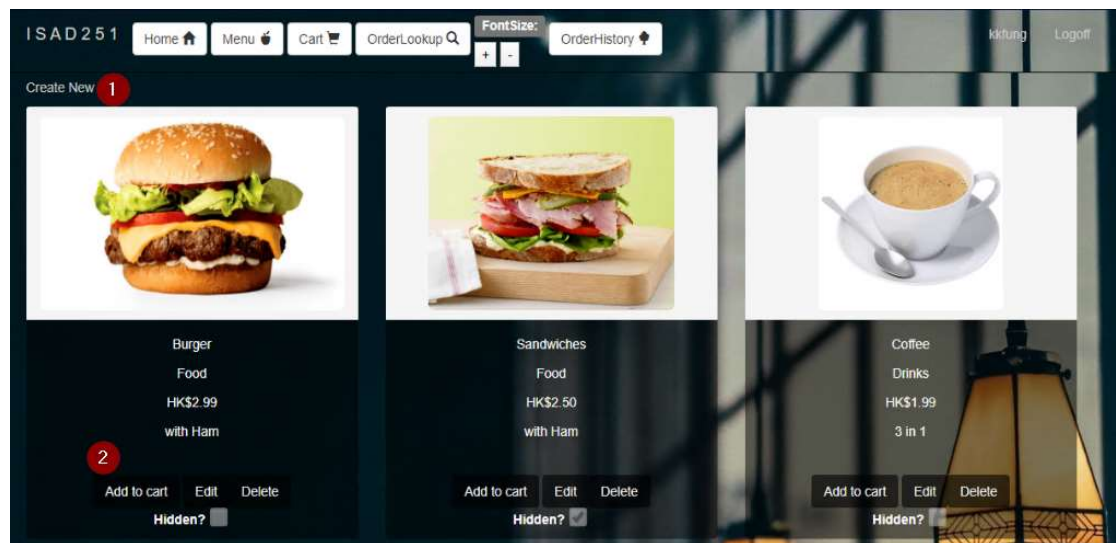 ISAD251 Home Menu Cart OrderLookup OrderHistory kkfung Logoff
FontSize:
+ -
Create New 1
Burger Sandwiches Coffee
Food Food Drinks
HK$2.99 HK$2.50 HK$1.99
with Ham with Ham 3 in 1
2
Add to cart Edit Delete Add to cart Edit Delete Add to cart Edit Delete
Hidden? Hidden? Hidden?